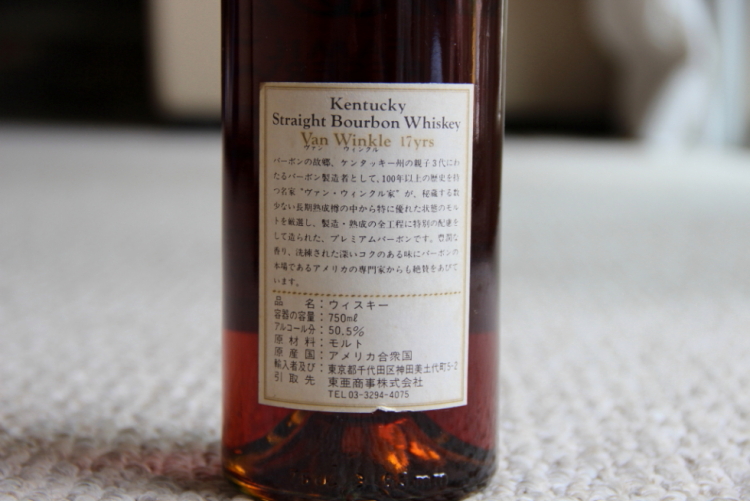 Kentucky
Straight Bourbon Whiskey
Van Winkle 17yrs
ヴァン ウィンクル
バーボンの故郷、ケンタッキー州の親子3代にわ
たるバーボン製造者として、100年以上の歴史を持
つ名家“ヴァン・ウィンクル家”が、秘蔵する数
少ない長期熟成樽の中から特に優れた状態のモル
トを厳選し、製造・熟成の全工程に特別の配慮を
して造られた、プレミアムバーボンです。豊潤な
香り、洗練された深いコクのある味にバーボンの
本場であるアメリカの専門家からも絶賛をあびて
います。
品名:ウィスキー
容器の容量:750ml
アルコール分:50.5%
原材料:モルト
原産国:アメリカ合衆国
輸入者及び:東京都千代田区神田美土代町5-2
引取先 東亜商事株式会社
TEL 03-3294-4075